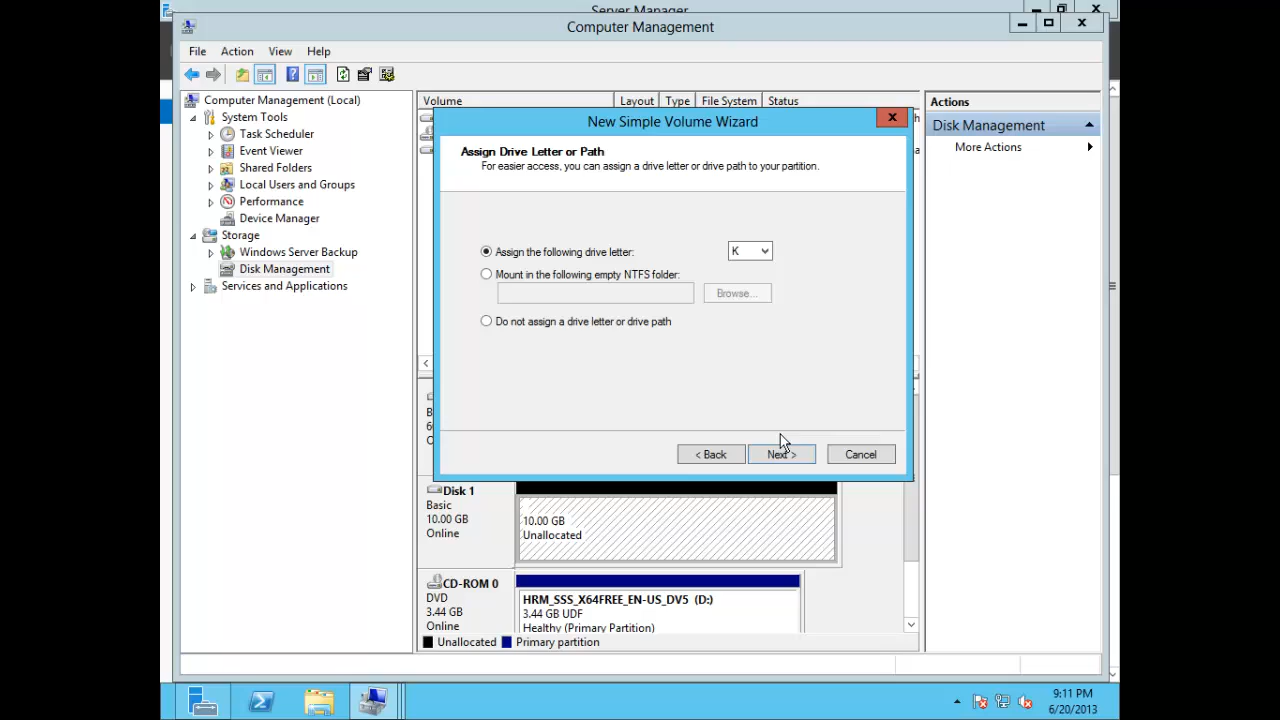 Server Manager
Computer Management
File Action View Help
Computer Management (Local)
System Tools
Task Scheduler
Event Viewer
Shared Folders
Local Users and Groups
Performance
Device Manager
Storage
Windows Server Backup
Disk Management
Services and Applications
Volume Layout Type File System Status
New Simple Volume Wizard
Assign Drive Letter or Path
For easier access, you can assign a drive letter or drive path to your partition.
Assign the following drive letter: K
Mount in the following empty NTFS folder:
Browse...
Do not assign a drive letter or drive path
< Back Next > Cancel
Disk 1
Basic
10.00 GB
Online
10.00 GB
Unallocated
CD-ROM 0
DVD
3.44 GB
Online
HRM_SSS_X64FREE_EN-US_DV5 (D:)
3.44 GB UDF
Healthy (Primary Partition)
Unallocated Primary partition
Actions
Disk Management
More Actions
9:11 PM
6/20/2013